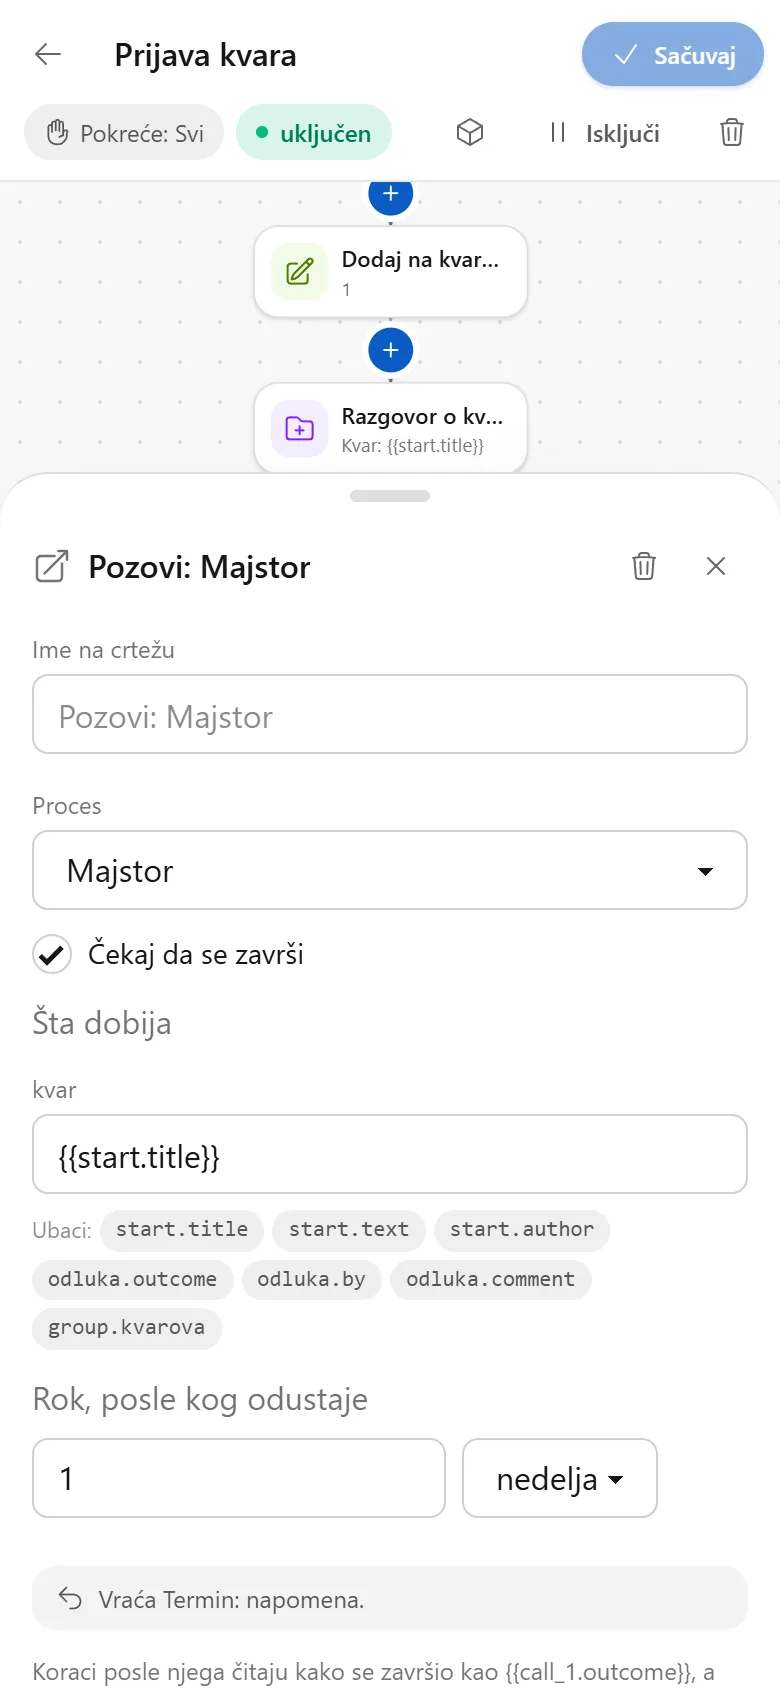 Prijava kvara
Sačuvaj
Pokreće: Svi
uključen
Isključi
Dodaj na kvar...
1
Razgovor o kv...
Kvar: {{start.title}}
Pozovi: Majstor
Ime na crtežu
Pozovi: Majstor
Proces
Majstor
Čekaj da se završi
Šta dobija
kvar
{{start.title}}
Ubaci: start.title start.text start.author
odluka.outcome odluka.by odluka.comment
group.kvarova
Rok, posle kog odustaje
1
nedelja
Vraća Termin: napomena.
Koraci posle njega čitaju kako se završio kao {{call_1.outcome}}, a